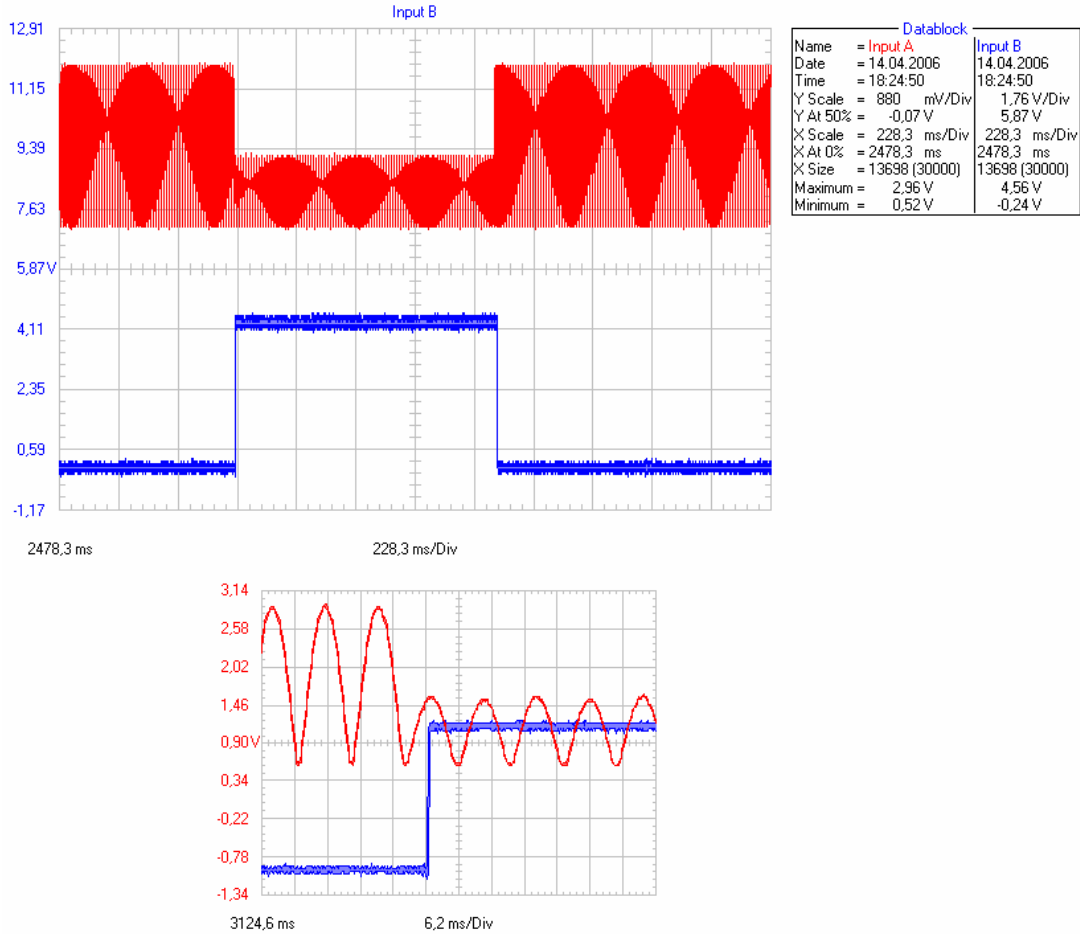 Input B
12,91
11,15
9,39
7,63
5,87V
4,11
2,35
0,59
-1,17
2478,3 ms
228,3 ms/Div
Datablock
Name = Input A Input B
Date = 14.04.2006 14.04.2006
Time = 18:24:50 18:24:50
Y Scale = 880 mV/Div 1,76 V/Div
Y At 50% = -0,07 V 5,87 V
X Scale = 228,3 ms/Div 228,3 ms/Div
X At 0% = 2478,3 ms 2478,3 ms
X Size = 13698 (30000) 13698 (30000)
Maximum = 2,96 V 4,56 V
Minimum = 0,52 V -0,24 V
3,14
2,58
2,02
1,46
0,90V
0,34
-0,22
-0,78
-1,34
3124,6 ms
6,2 ms/Div